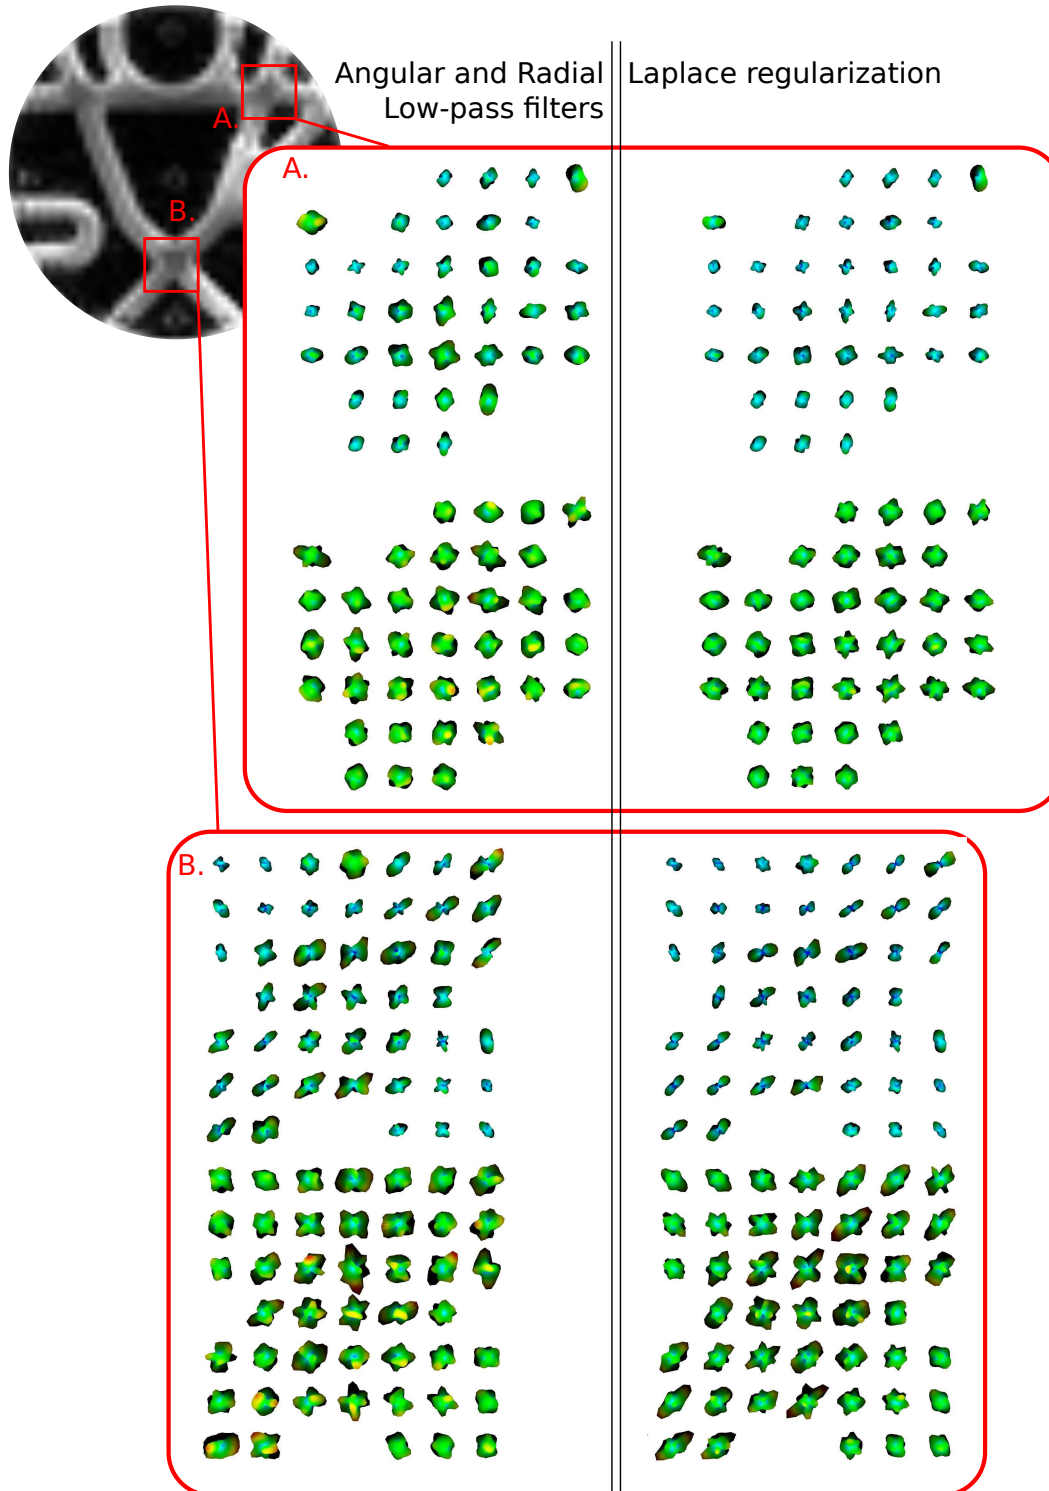 Angular and Radial
Low-pass filters
Laplace regularization
A.
B.
A.
B.